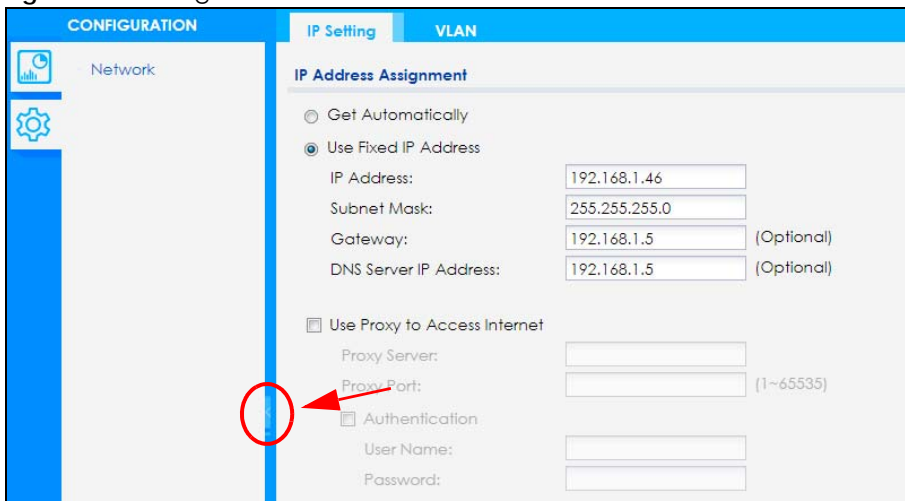 CONFIGURATION
IP Setting VLAN
Network
IP Address Assignment
Get Automatically
Use Fixed IP Address
IP Address: 192.168.1.46
Subnet Mask: 255.255.255.0
Gateway: 192.168.1.5 (Optional)
DNS Server IP Address: 192.168.1.5 (Optional)
Use Proxy to Access Internet
Proxy Server:
Proxy Port: (1~65535)
Authentication
User Name:
Password: